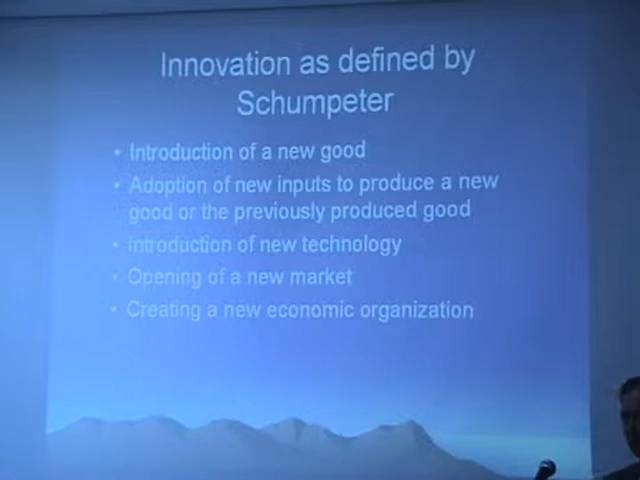 Innovation as defined by
Schumpeter
• Introduction of a new good
• Adoption of new inputs to produce a new
good or the previously produced good
• Introduction of new technology
• Opening of a new market
• Creating a new economic organization